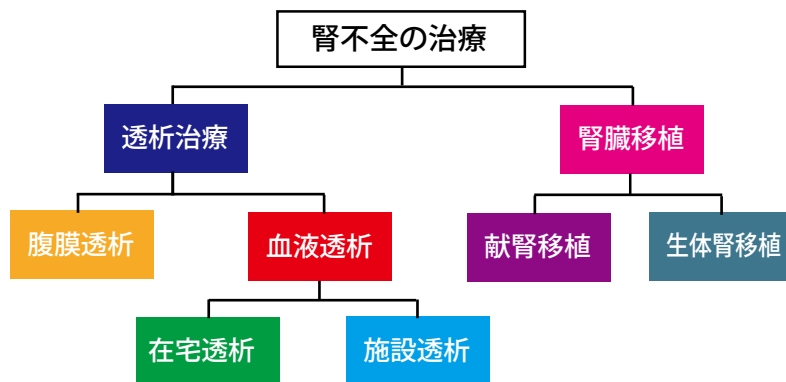 腎不全の治療
透析治療
腎臓移植
腹膜透析
血液透析
献腎移植
生体腎移植
在宅透析
施設透析